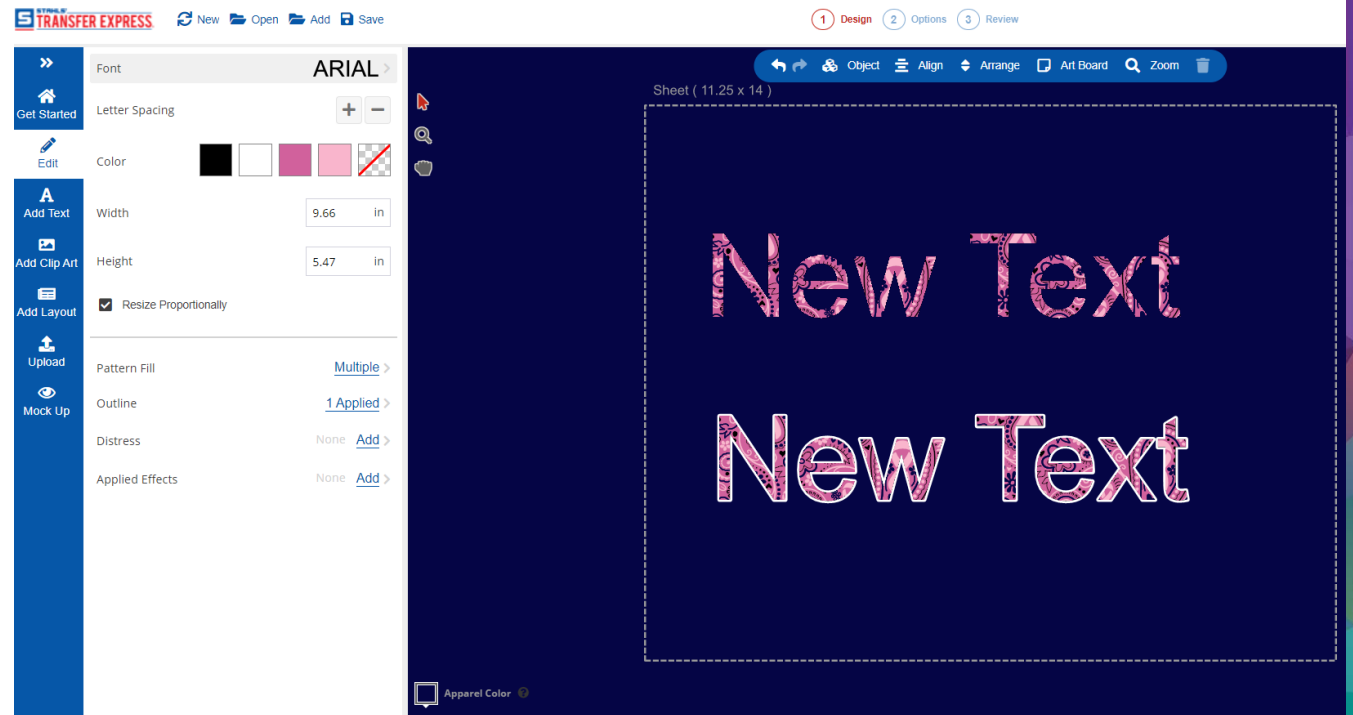 STAHLS'
TRANSFER EXPRESS
New Open Add Save
1 Design 2 Options 3 Review
Get Started
Edit
Add Text
Add Clip Art
Add Layout
Upload
Mock Up
Font ARIAL
Letter Spacing
Color
Width 9.66 in
Height 5.47 in
Resize Proportionally
Pattern Fill Multiple
Outline 1 Applied
Distress None Add
Applied Effects None Add
Object Align Arrange Art Board Zoom
Sheet ( 11.25 x 14 )
New Text
New Text
Apparel Color ?